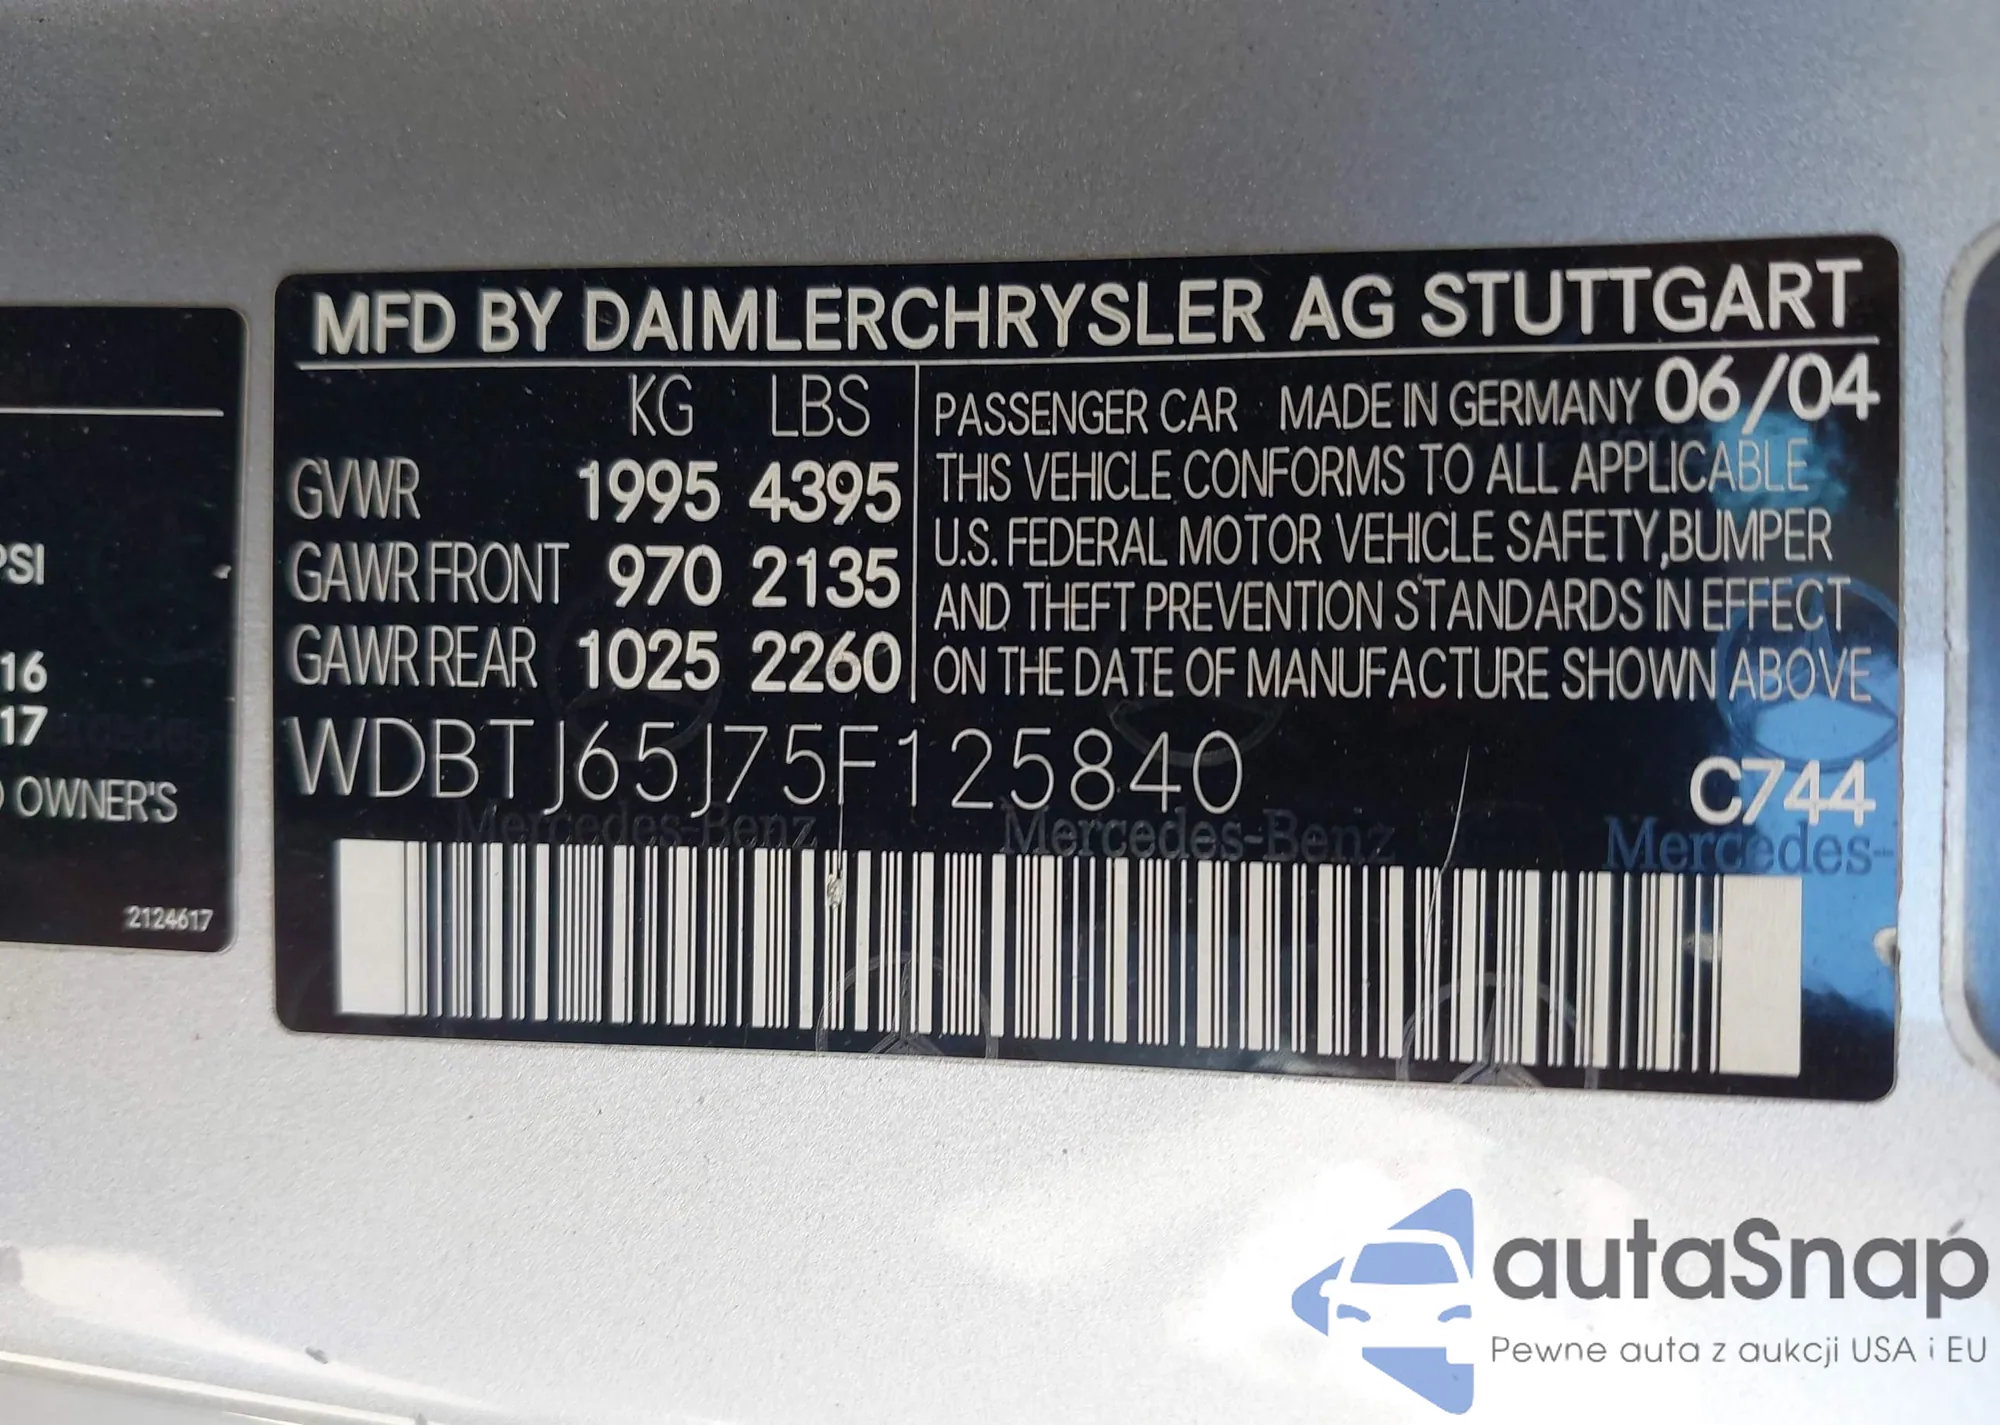 MFD BY DAIMLERCHRYSLER AG STUTTGART
KG LBS
GVWR 1995 4395
GAWR FRONT 970 2135
GAWR REAR 1025 2260
PASSENGER CAR MADE IN GERMANY 06/04
THIS VEHICLE CONFORMS TO ALL APPLICABLE
U.S. FEDERAL MOTOR VEHICLE SAFETY,BUMPER
AND THEFT PREVENTION STANDARDS IN EFFECT
ON THE DATE OF MANUFACTURE SHOWN ABOVE
WDBTJ65J75F125840
C744
Mercedes-Benz Mercedes-Benz Mercedes-
PSI
16
17
OWNER'S
2124617
autaSnap
Pewne auta z aukcji USA i EU